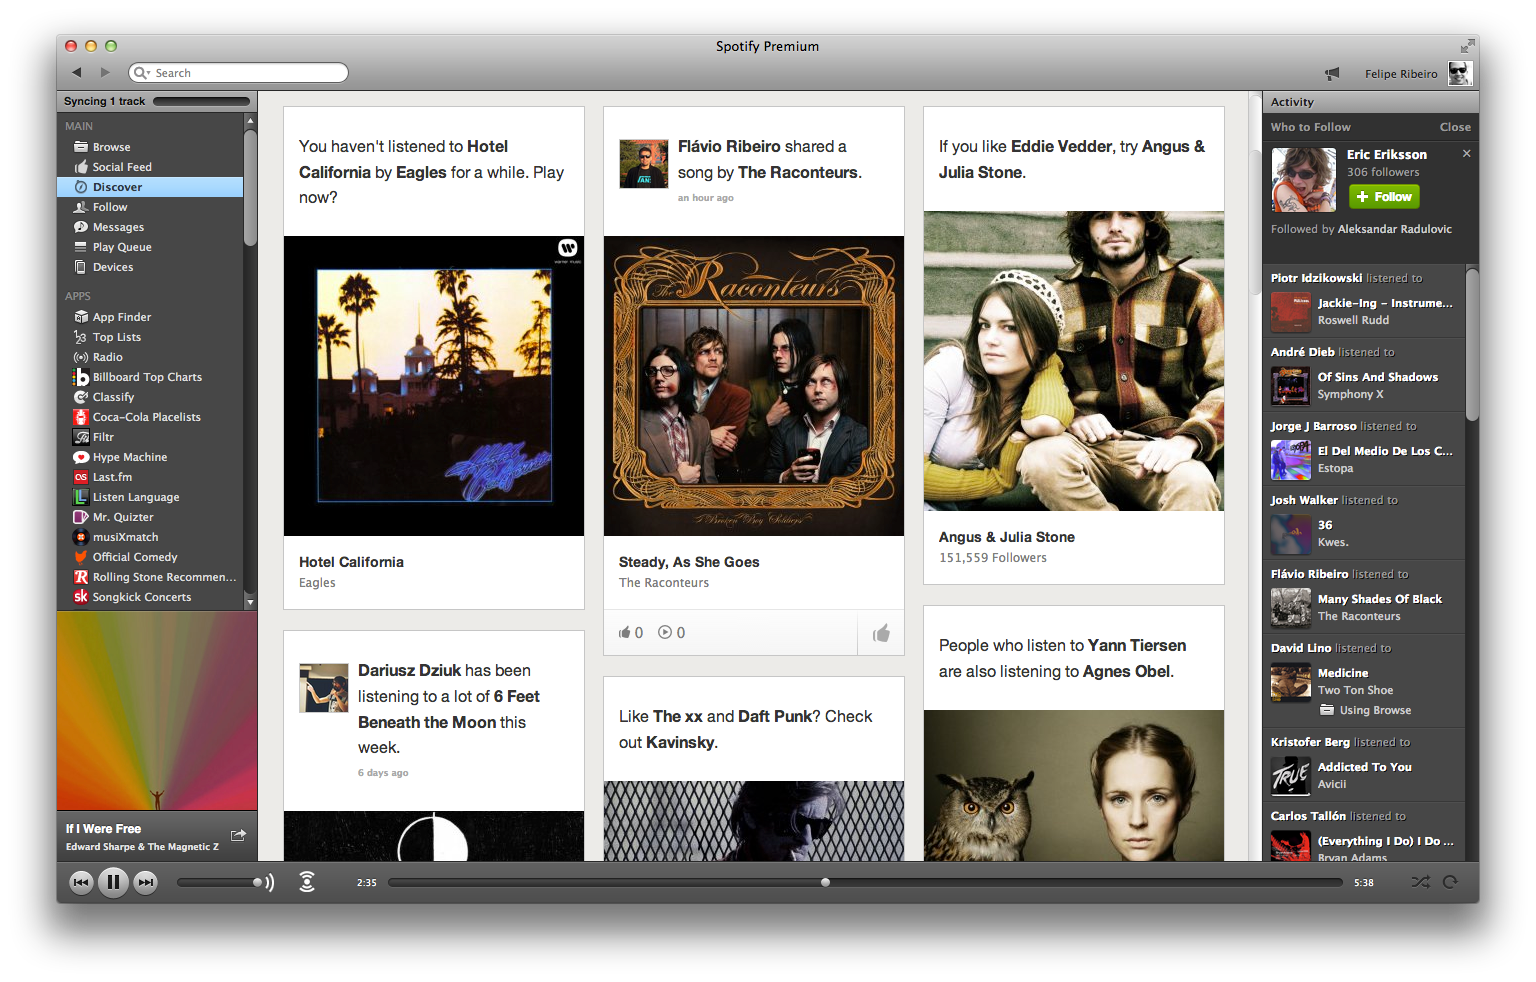 Spotify Premium
Search
Felipe Ribeiro
Syncing 1 track
MAIN
Browse
Social Feed
Discover
Follow
Messages
Play Queue
Devices
APPS
App Finder
Top Lists
Radio
Billboard Top Charts
Classify
Coca-Cola Placelists
Filtr
Hype Machine
Last.fm
Listen Language
Mr. Quizter
musiXmatch
Official Comedy
Rolling Stone Recommen...
Songkick Concerts
If I Were Free
Edward Sharpe & The Magnetic Z
You haven't listened to Hotel
California by Eagles for a while. Play
now?
Hotel California
Eagles
Dariusz Dziuk has been
listening to a lot of 6 Feet
Beneath the Moon this
week.
6 days ago
Flávio Ribeiro shared a
song by The Raconteurs.
an hour ago
The Raconteurs
Broken Boy Soldiers
Steady, As She Goes
The Raconteurs
0
0
Like The xx and Daft Punk? Check
out Kavinsky.
If you like Eddie Vedder, try Angus &
Julia Stone.
Angus & Julia Stone
151,559 Followers
People who listen to Yann Tiersen
are also listening to Agnes Obel.
Activity
Who to Follow
Close
Eric Eriksson
306 followers
Follow
Followed by Aleksandar Radulovic
Piotr Idzikowski listened to
Jackie-Ing - Instrume...
Roswell Rudd
André Dieb listened to
Of Sins And Shadows
Symphony X
Jorge J Barroso listened to
El Del Medio De Los C...
Estopa
Josh Walker listened to
36
Kwes.
Flávio Ribeiro listened to
Many Shades Of Black
The Raconteurs
David Lino listened to
Medicine
Two Ton Shoe
Using Browse
Kristofer Berg listened to
TRUE
Addicted To You
Avicii
Carlos Tallón listened to
(Everything I Do) I Do ...
Bryan Adams
2:35
5:38